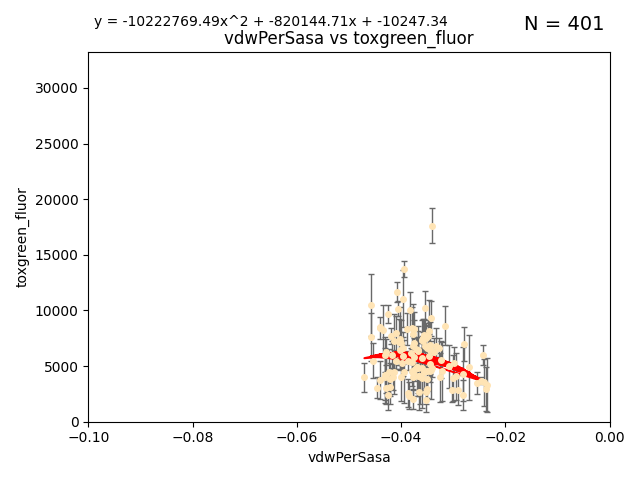 y = -10222769.49x^2 + -820144.71x + -10247.34
N = 401
vdwPerSasa vs toxgreen_fluor
toxgreen_fluor
30000
25000
20000
15000
10000
5000
0
−0.10
−0.08
−0.06
−0.04
−0.02
0.00
vdwPerSasa